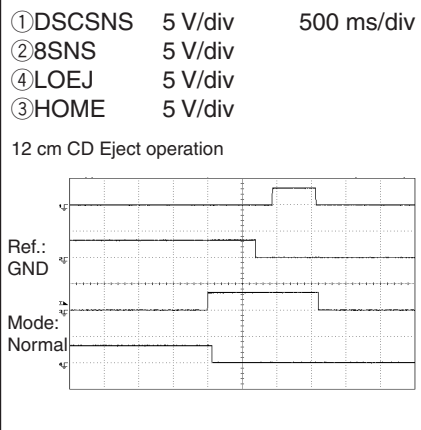 ①DSCSNS 5 V/div 500 ms/div
②8SNS 5 V/div
④LOEJ 5 V/div
③HOME 5 V/div
12 cm CD Eject operation
Ref.:
GND
Mode:
Normal